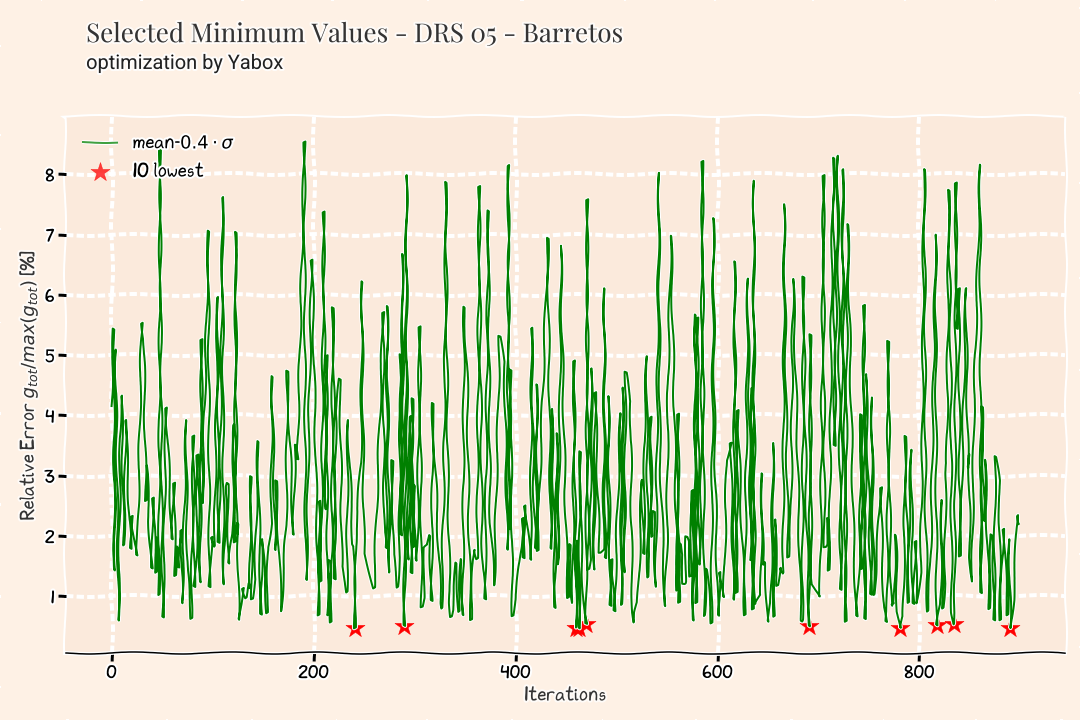 Selected Minimum Values - DRS 05 - Barretos
optimization by Yabox
mean-0.4 · σ
10 lowest
Relative Error g_tot/max(g_tot) [%]
8
7
6
5
4
3
2
1
0 200 400 600 800
Iterations